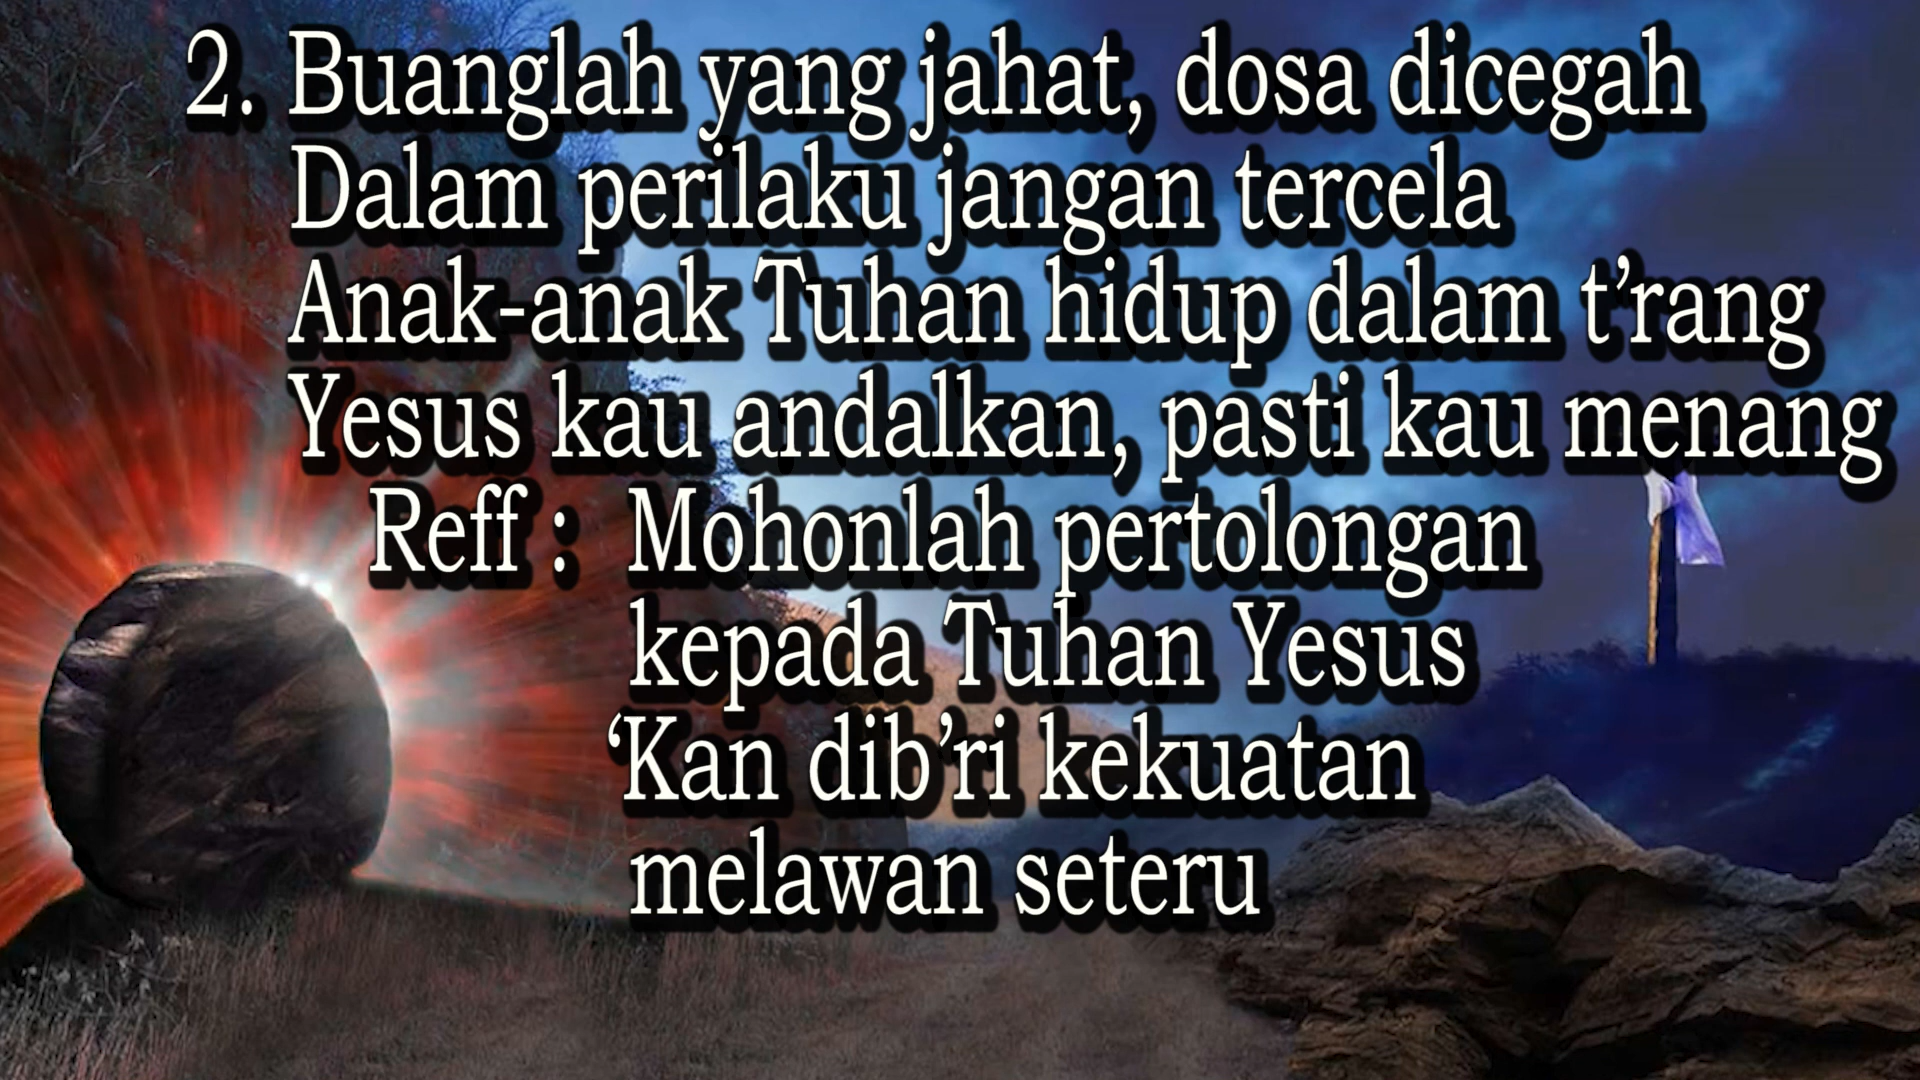 2. Buanglah yang jahat, dosa dicegah
Dalam perilaku jangan tercela
Anak-anak Tuhan hidup dalam t’rang
Yesus kau andalkan, pasti kau menang
Reff : Mohonlah pertolongan
kepada Tuhan Yesus
‘Kan dib’ri kekuatan
melawan seteru